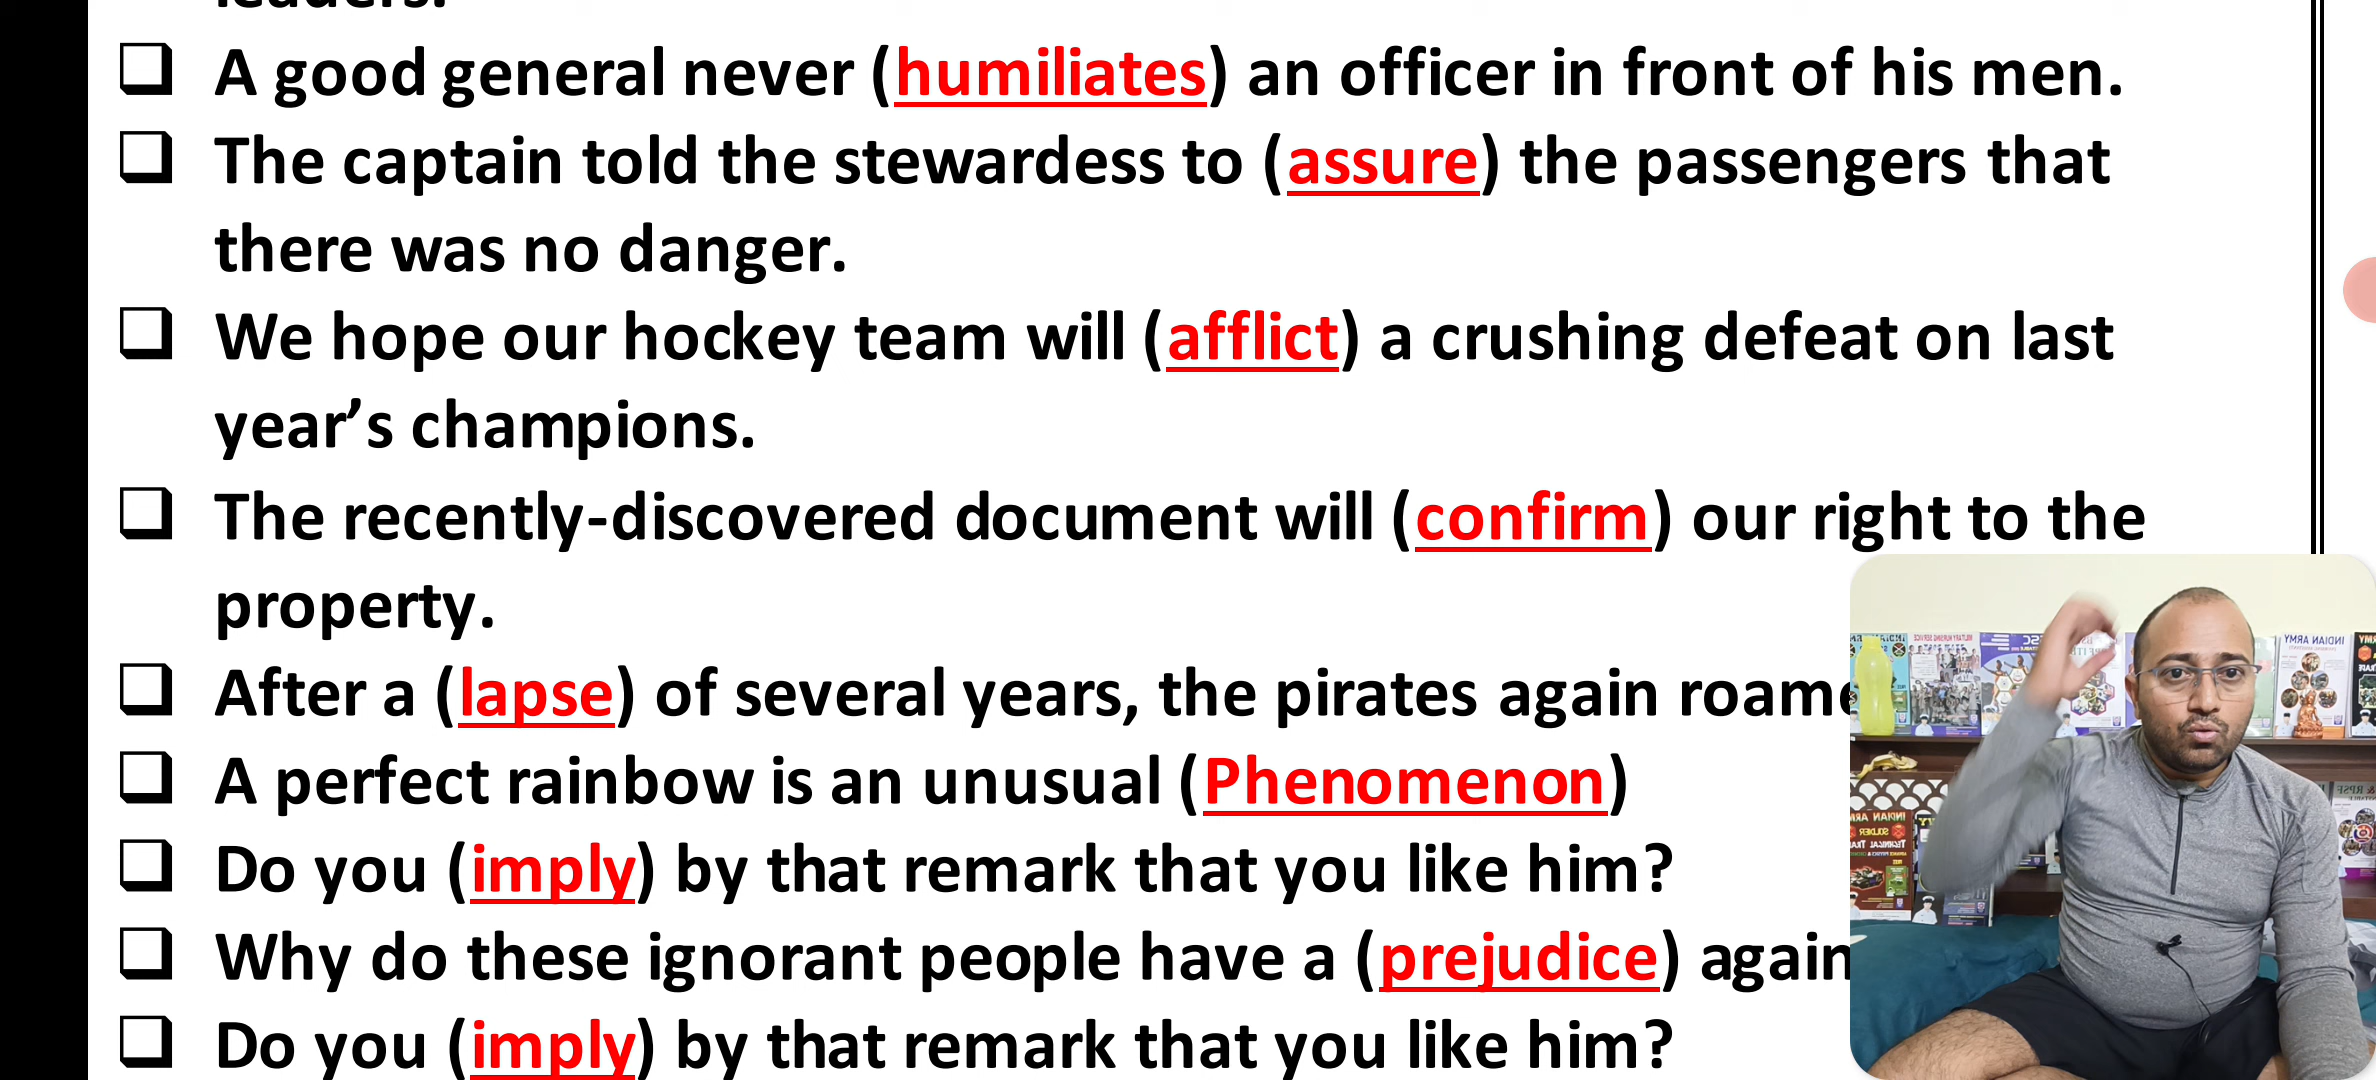 ❑ A good general never (humiliates) an officer in front of his men.
❑ The captain told the stewardess to (assure) the passengers that
there was no danger.
❑ We hope our hockey team will (afflict) a crushing defeat on last
year’s champions.
❑ The recently-discovered document will (confirm) our right to the
property.
❑ After a (lapse) of several years, the pirates again
❑ A perfect rainbow is an unusual (Phenomenon)
❑ Do you (imply) by that remark that you like him?
❑ Why do these ignorant people have a (prejudice)
❑ Do you (imply) by that remark that you like him?
INDIAN ARMY